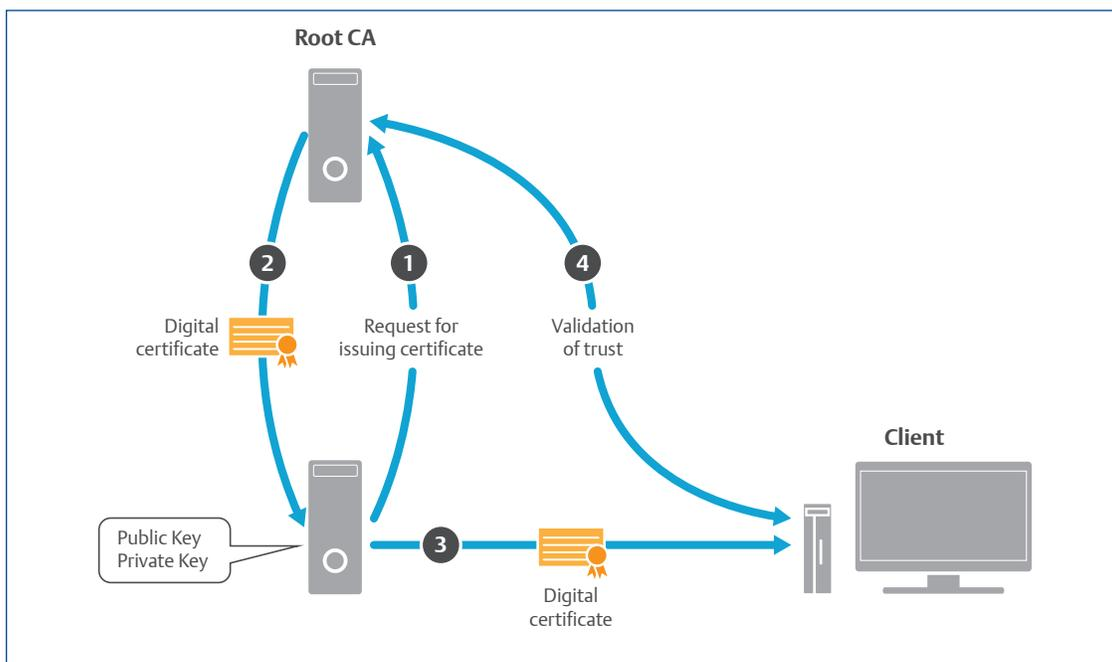 Root CA
2
1
4
Digital
certificate
Request for
issuing certificate
Validation
of trust
Client
Public Key
Private Key
3
Digital
certificate